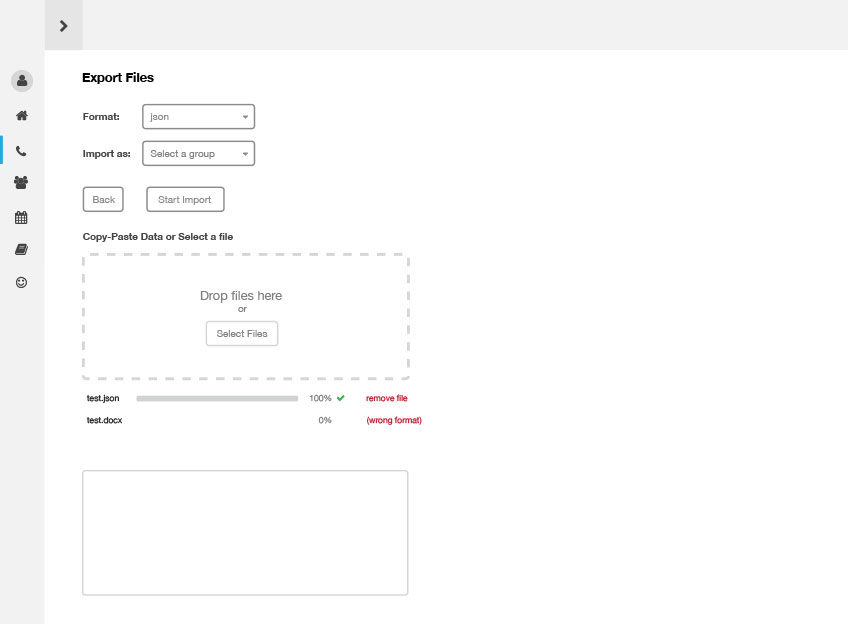 Export Files
Format: json
Import as: Select a group
Back Start Import
Copy-Paste Data or Select a file
Drop files here
or
Select Files
test.json 100% remove file
test.docx 0% (wrong format)